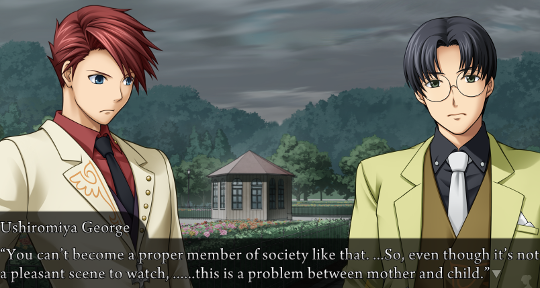 Ushiromiya George
“You can’t become a proper member of society like that. ...So, even though it’s not
a pleasant scene to watch, ......this is a problem between mother and child.”